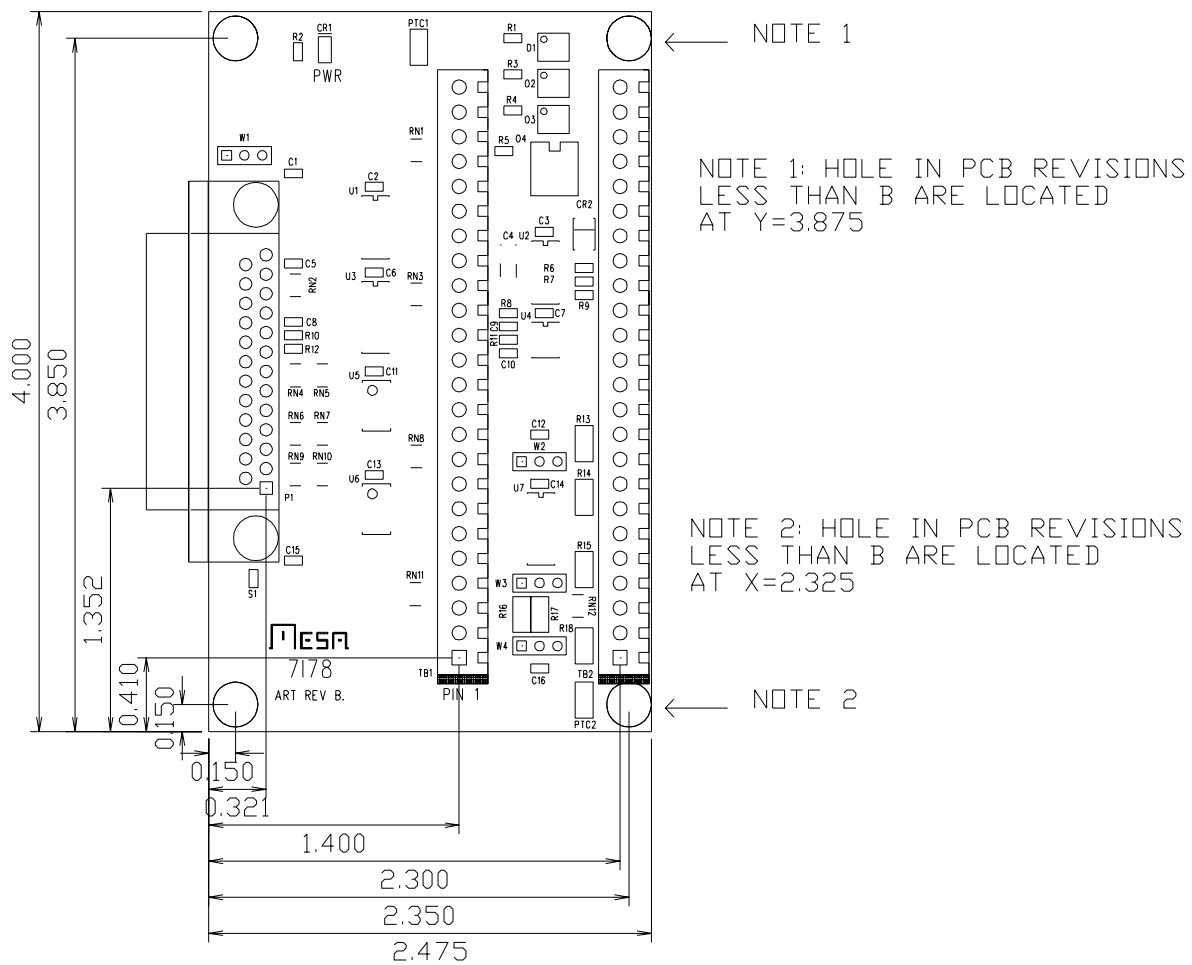 PTC1
CR1
R2
R1
O1
NOTE 1
PWR
R3
O2
R4
O3
RN1
W1
R5
O4
C1
C2
U1
NOTE 1: HOLE IN PCB REVISIONS
LESS THAN B ARE LOCATED
AT Y=3.875
CR2
C3
C4
U2
C5
RN2
U3
C6
RN3
R6
R7
R9
R8
C9
U4
C7
C8
R10
R11
R12
C10
4.000
3.850
U5
C11
RN4
RN5
RN6
RN7
R13
C12
RN8
W2
RN9
RN10
C13
U6
R14
U7
C14
P1
NOTE 2: HOLE IN PCB REVISIONS
LESS THAN B ARE LOCATED
AT X=2.325
C15
R15
S1
RN11
W3
1.352
R16
R17
RN12
R18
MESA
7I78
W4
TB1
C16
TB2
ART REV B.
PIN 1
0.410
0.150
NOTE 2
PTC2
0.150
0.321
1.400
2.300
2.350
2.475